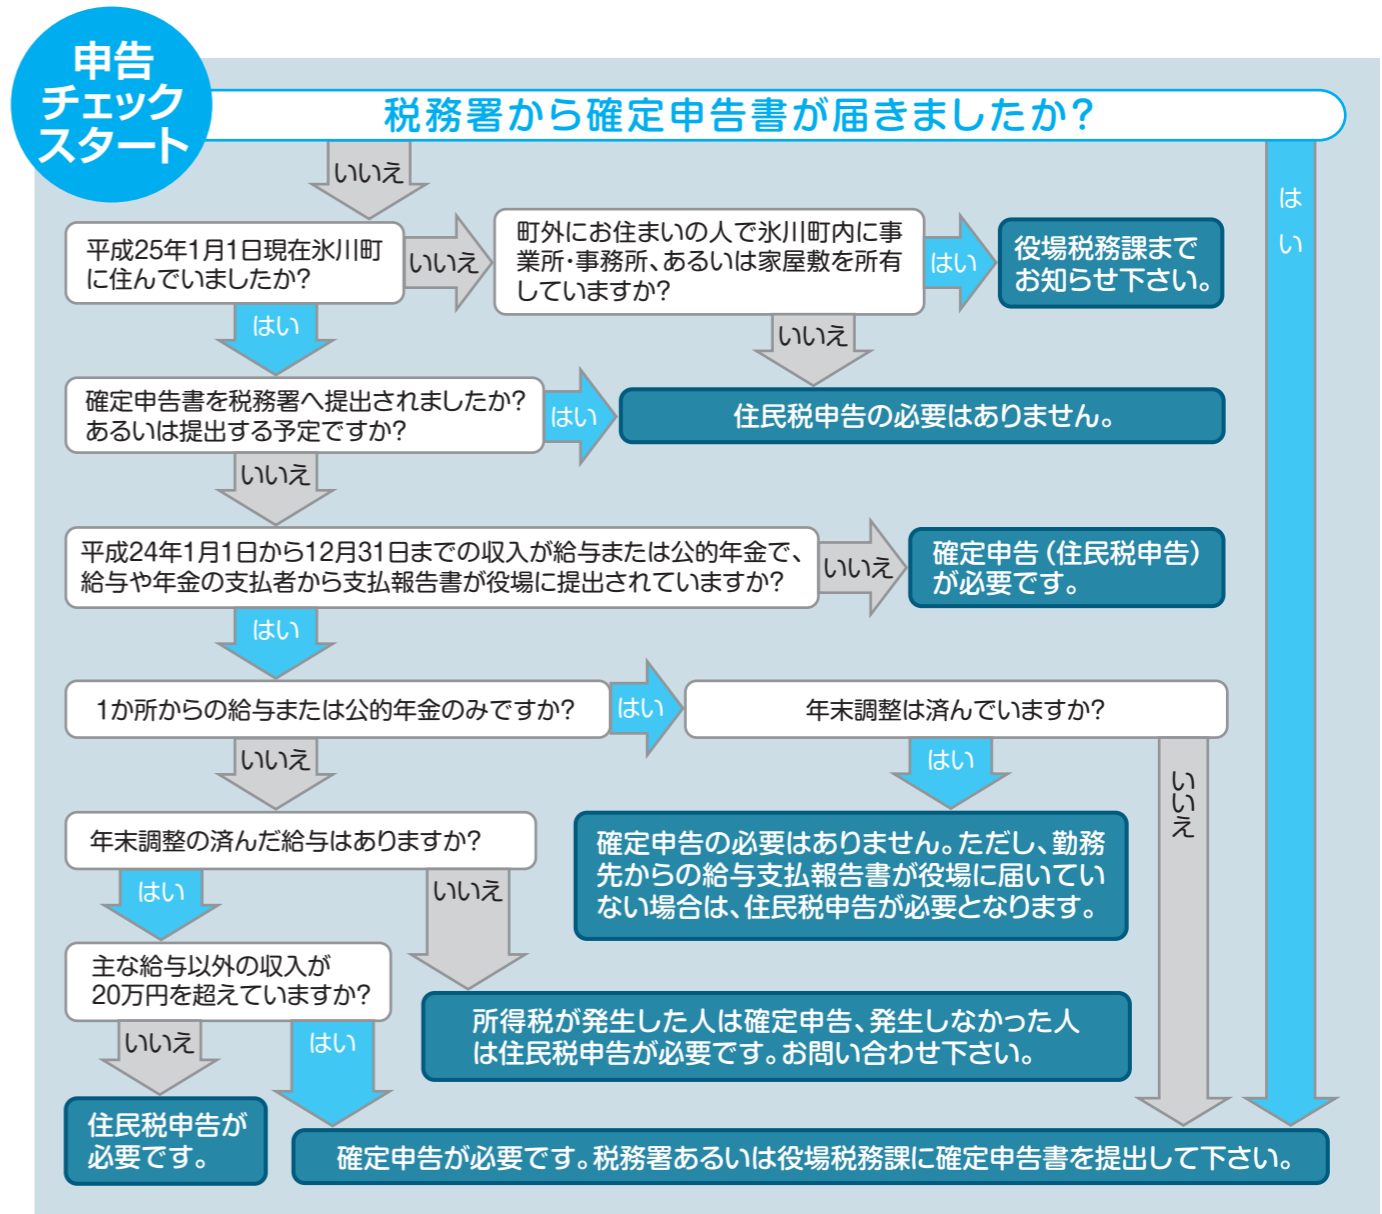 申告
チェック
スタート
税務署から確定申告書が届きましたか？
いいえ
はい
平成25年1月1日現在氷川町
に住んでいましたか？
いいえ
町外にお住まいの人で氷川町内に事
業所・事務所、あるいは家屋敷を所有
していますか？
はい
役場税務課まで
お知らせ下さい。
はい
いいえ
確定申告書を税務署へ提出されましたか？
あるいは提出する予定ですか？
はい
住民税申告の必要はありません。
いいえ
平成24年1月1日から12月31日までの収入が給与または公的年金で、
給与や年金の支払者から支払報告書が役場に提出されていますか？
いいえ
確定申告（住民税申告）
が必要です。
はい
1か所からの給与または公的年金のみですか？
はい
年末調整は済んでいますか？
いいえ
はい
いいえ
年末調整の済んだ給与はありますか？
確定申告の必要はありません。ただし、勤務
先からの給与支払報告書が役場に届いてい
ない場合は、住民税申告が必要となります。
はい
いいえ
主な給与以外の収入が
20万円を超えていますか？
所得税が発生した人は確定申告、発生しなかった人
は住民税申告が必要です。お問い合わせ下さい。
いいえ
はい
住民税申告が
必要です。
確定申告が必要です。税務署あるいは役場税務課に確定申告書を提出して下さい。